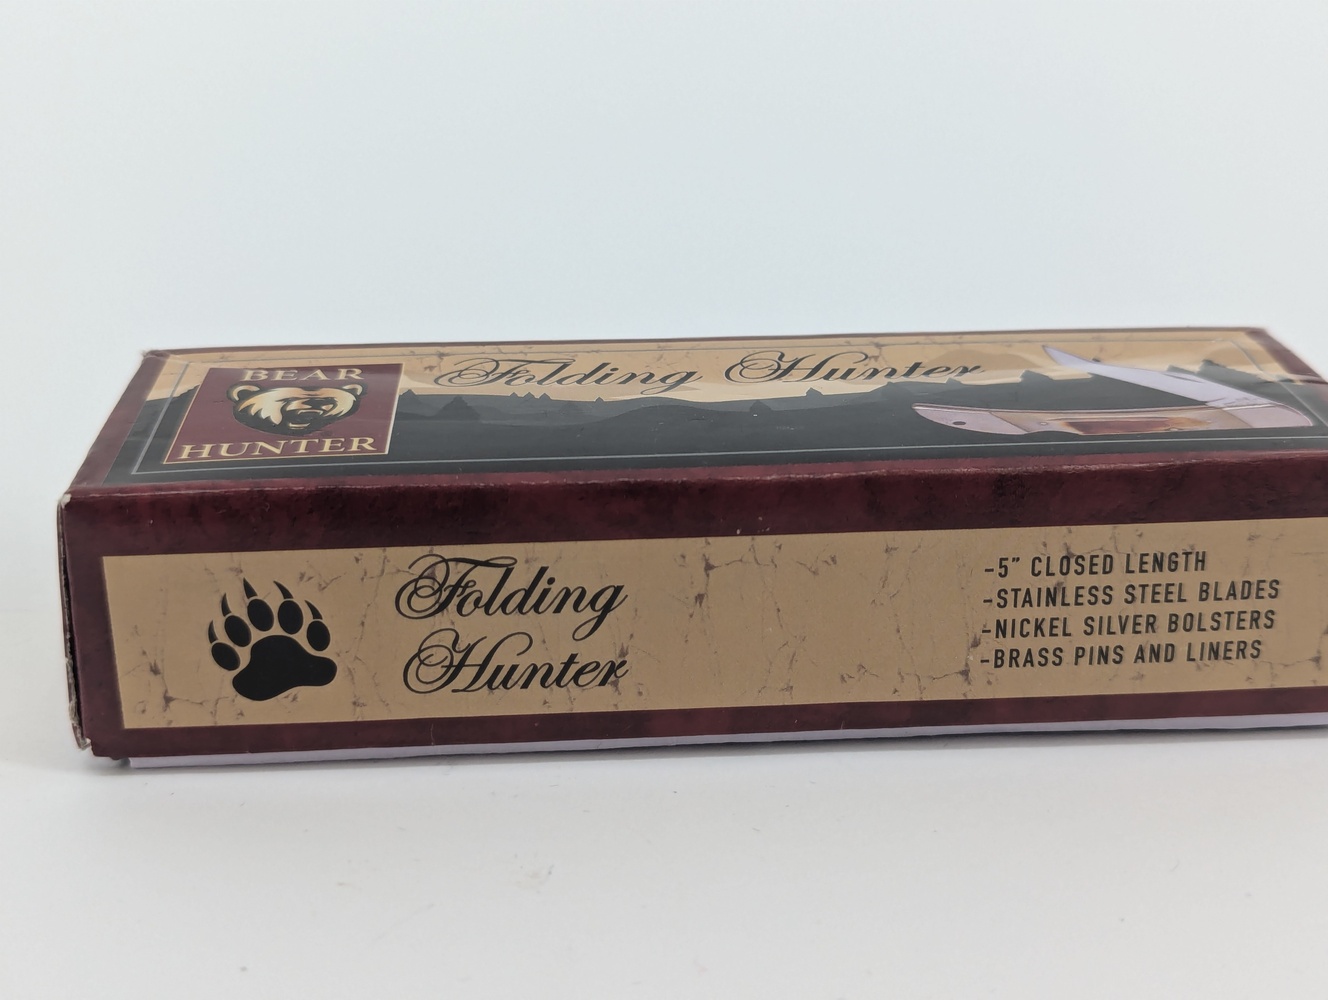 BEAR
HUNTER
Folding Hunter
Folding
Hunter
-5" CLOSED LENGTH
-STAINLESS STEEL BLADES
-NICKEL SILVER BOLSTERS
-BRASS PINS AND LINERS